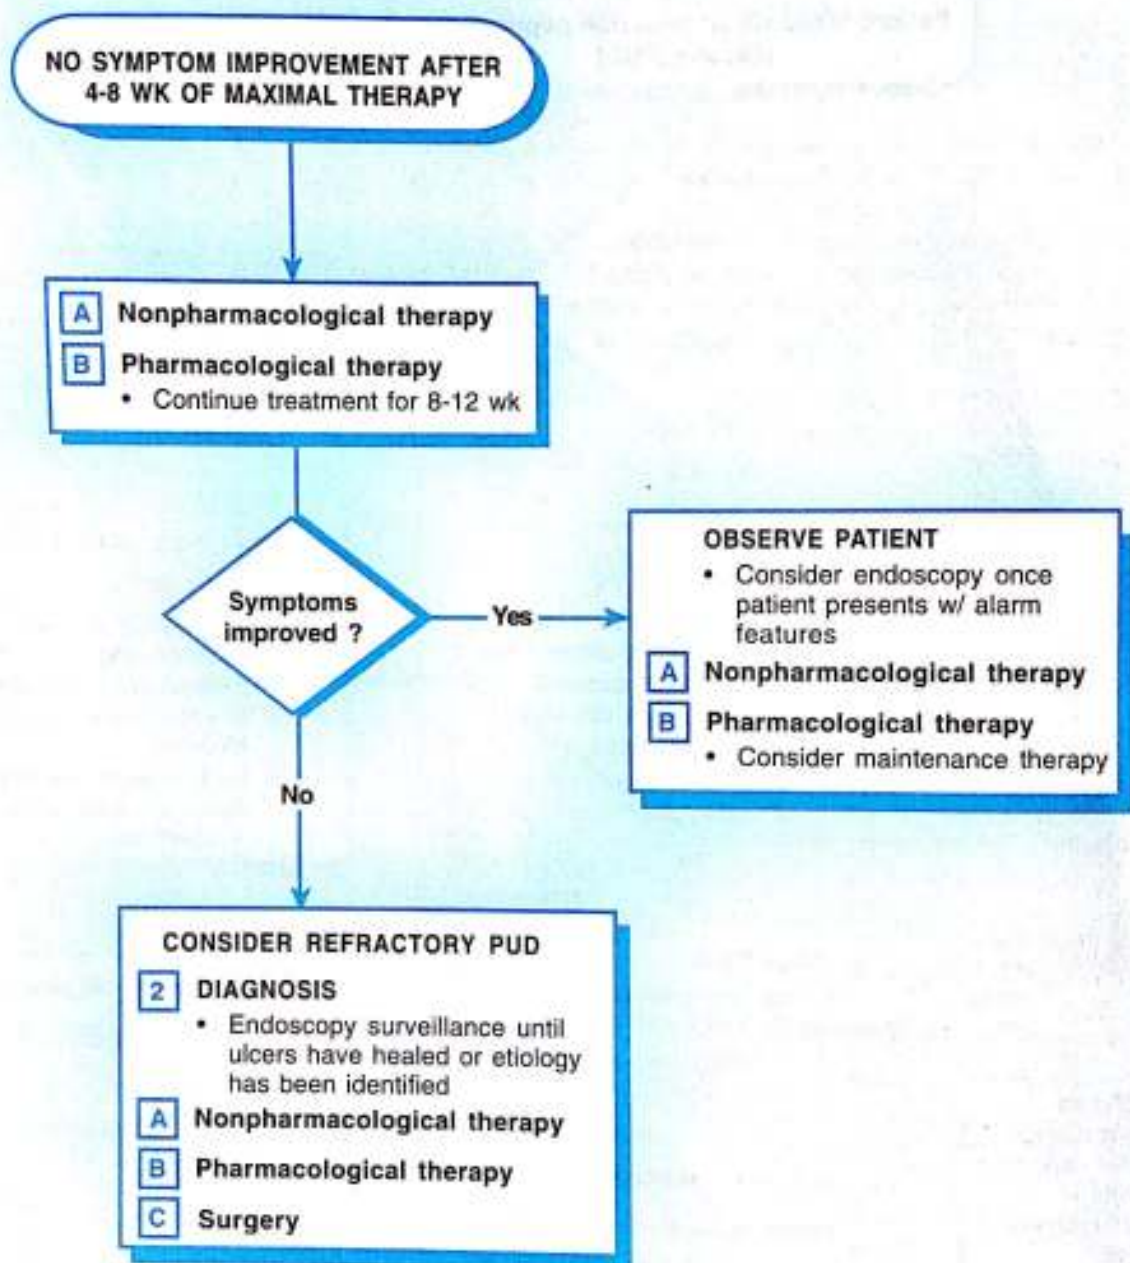 NO SYMPTOM IMPROVEMENT AFTER
4-8 WK OF MAXIMAL THERAPY
A Nonpharmacological therapy
B Pharmacological therapy
• Continue treatment for 8-12 wk
Symptoms
improved ?
Yes
OBSERVE PATIENT
• Consider endoscopy once
patient presents w/ alarm
features
A Nonpharmacological therapy
B Pharmacological therapy
• Consider maintenance therapy
No
CONSIDER REFRACTORY PUD
2 DIAGNOSIS
• Endoscopy surveillance until
ulcers have healed or etiology
has been identified
A Nonpharmacological therapy
B Pharmacological therapy
C Surgery